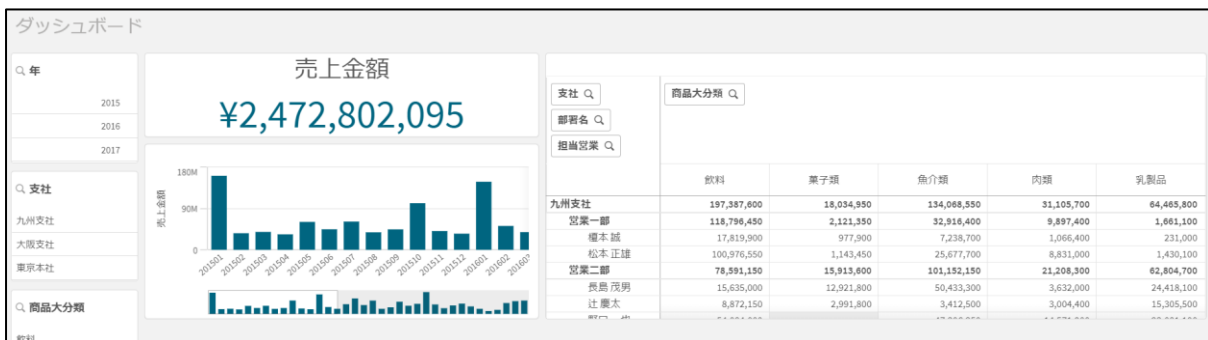 ダッシュボード
年
2015
2016
2017
支社
九州支社
大阪支社
東京本社
商品大分類
飲料
売上金額
¥2,472,802,095
売上金額
180M
90M
0
201501 201502 201503 201504 201505 201506 201507 201508 201509 201510 201511 201512 201601 201602
支社
部署名
担当営業
商品大分類
飲料 菓子類 魚介類 肉類 乳製品
九州支社 197,387,600 18,034,950 134,068,550 31,105,700 64,465,800
営業一部 118,796,450 2,121,350 32,916,400 9,897,400 1,661,100
榎本 誠 17,819,900 977,900 7,238,700 1,066,400 231,000
松本 正雄 100,976,550 1,143,450 25,677,700 8,831,000 1,430,100
営業二部 78,591,150 15,913,600 101,152,150 21,208,300 62,804,700
長島 茂男 15,635,000 12,921,800 50,433,300 3,632,000 24,418,100
辻 慶太 8,872,150 2,991,800 3,412,500 3,004,400 15,305,500